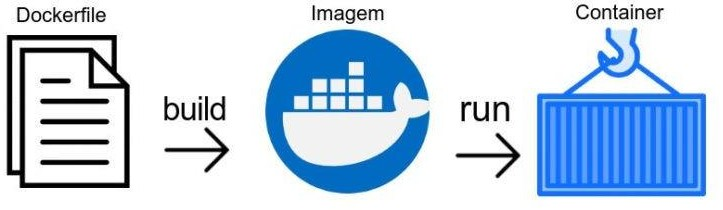 Dockerfile
Imagem
Container
build
run